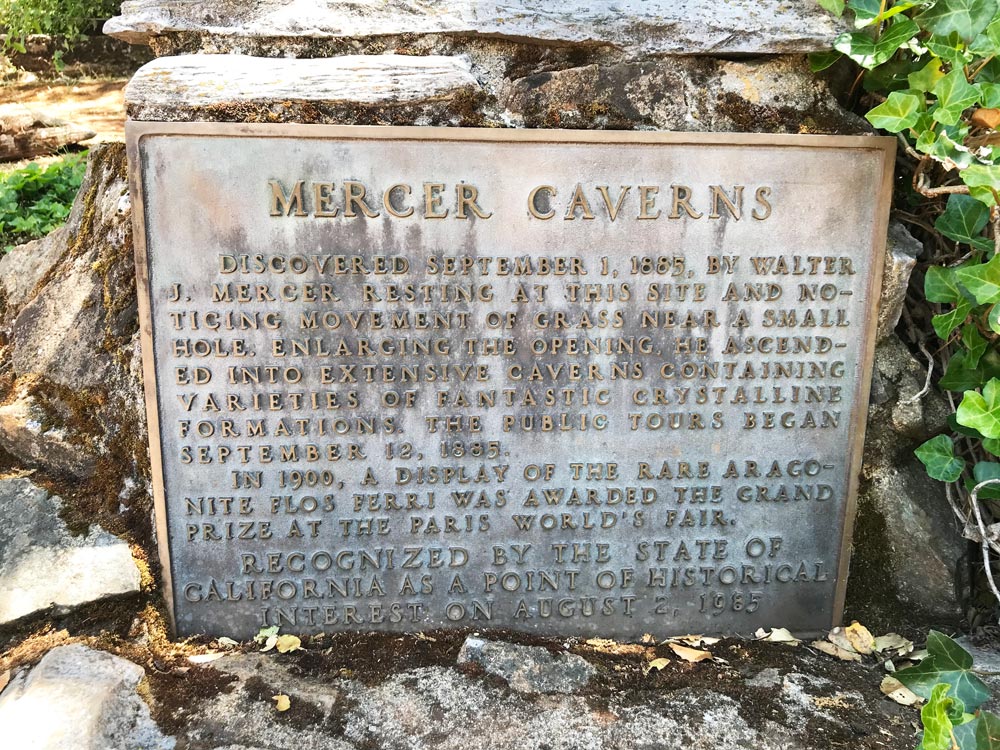 MERCER CAVERNS
DISCOVERED SEPTEMBER 1, 1885, BY WALTER
J. MERCER RESTING AT THIS SITE AND NO-
TICING MOVEMENT OF GRASS NEAR A SMALL
HOLE. ENLARGING THE OPENING, HE ASCEND-
ED INTO EXTENSIVE CAVERNS CONTAINING
VARIETIES OF FANTASTIC CRYSTALLINE
FORMATIONS. THE PUBLIC TOURS BEGAN
SEPTEMBER 12, 1885.
IN 1900, A DISPLAY OF THE RARE ARAGO-
NITE FLOS FERRI WAS AWARDED THE GRAND
PRIZE AT THE PARIS WORLD'S FAIR.
RECOGNIZED BY THE STATE OF
CALIFORNIA AS A POINT OF HISTORICAL
INTEREST ON AUGUST 2, 1985